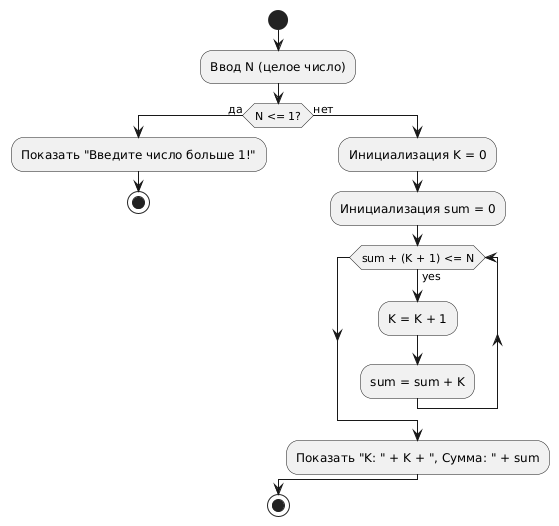 Ввод N (целое число)
да
N <= 1?
нет
Показать "Введите число больше 1!"
Инициализация K = 0
Инициализация sum = 0
sum + (K + 1) <= N
yes
K = K + 1
sum = sum + K
Показать "K: " + K + ", Сумма: " + sum